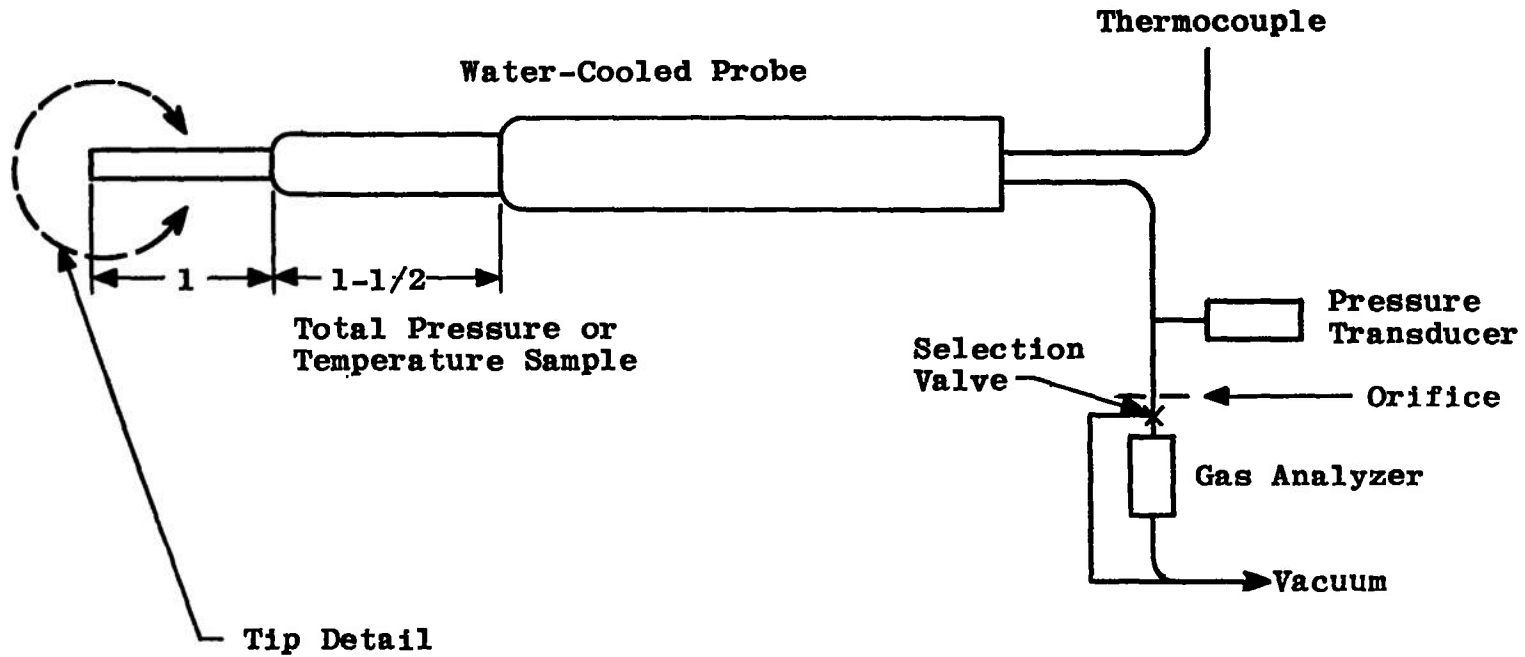 Thermocouple
Water-Cooled Probe
1
1-1/2
Total Pressure or
Temperature Sample
Pressure
Transducer
Selection
Valve
Orifice
Gas Analyzer
Vacuum
Tip Detail